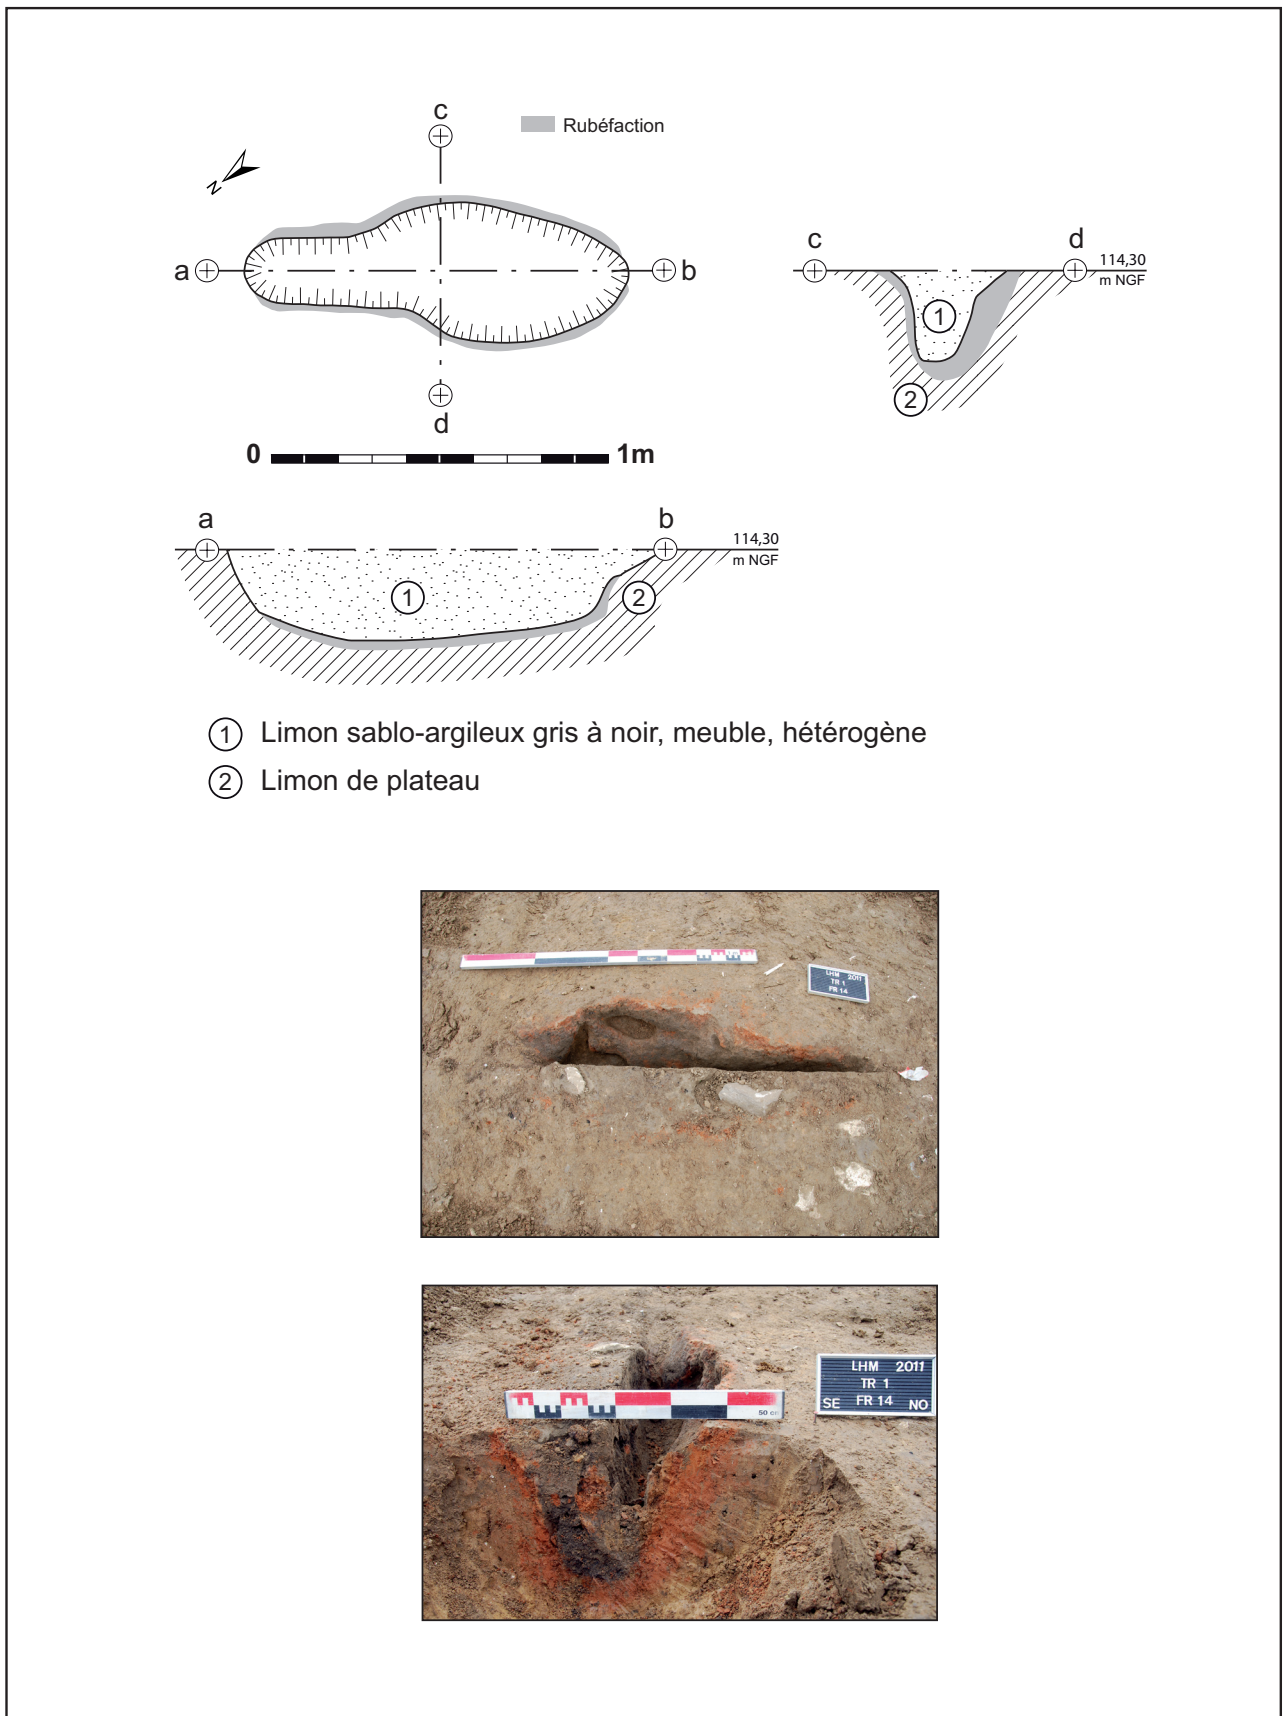 c
Rubéfaction
N
a
b
d
0
1m
c
d
114,30
m NGF
1
2
a
b
114,30
m NGF
1
2
1 Limon sablo-argileux gris à noir, meuble, hétérogène
2 Limon de plateau
LHM 2011
TR 1
FR 14
LHM 2011
TR 1
SE FR 14 NO
50 cm